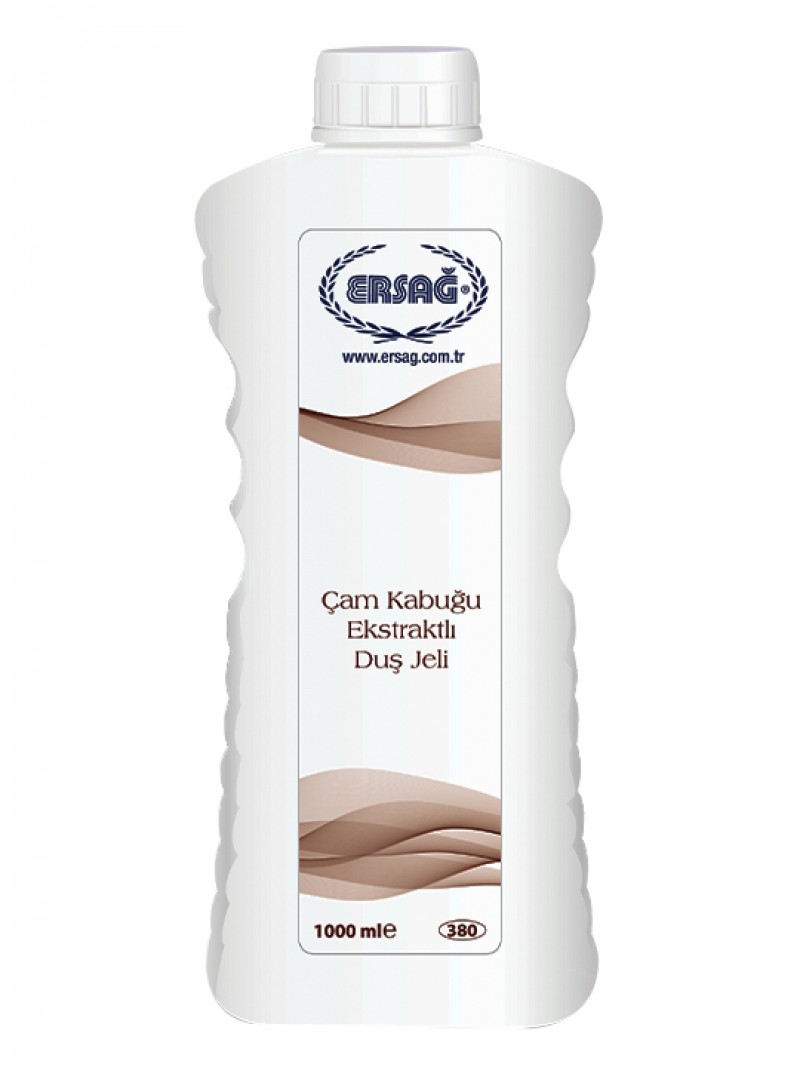 ERSAĞ®
www.ersag.com.tr
Çam Kabuğu
Ekstraktlı
Duş Jeli
1000 ml℮
380